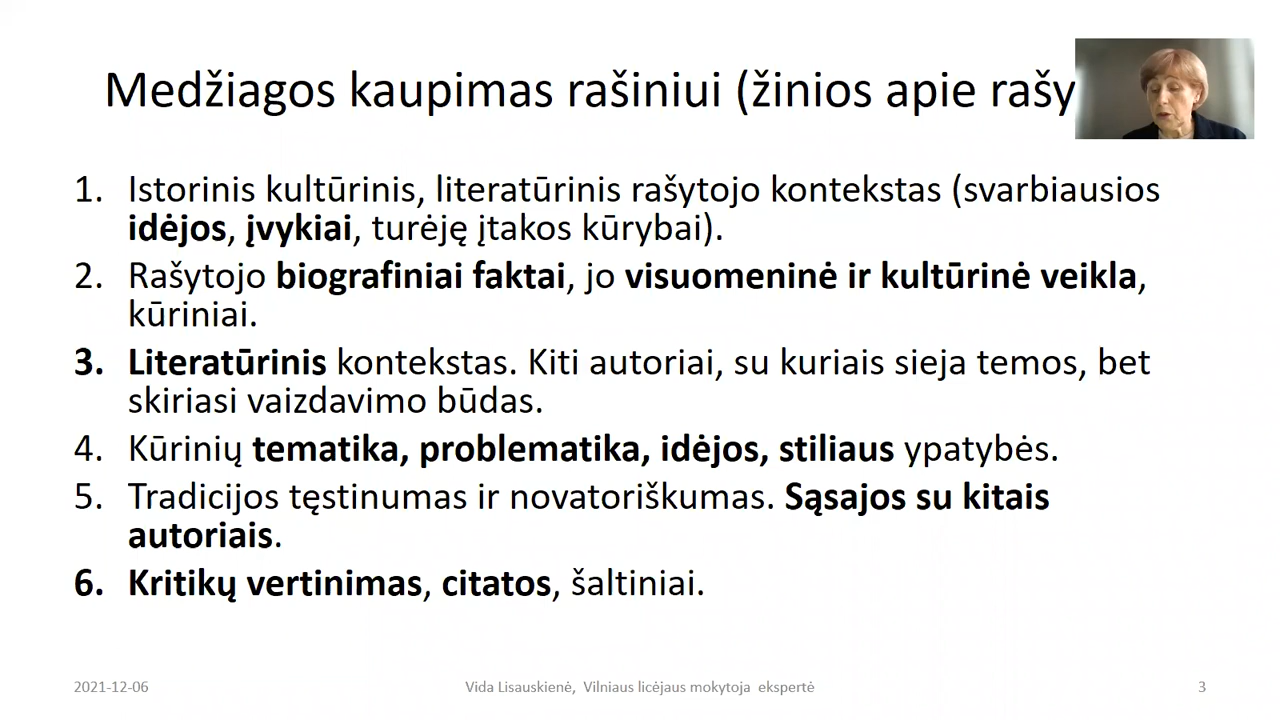 Medžiagos kaupimas rašiniui (žinios apie
1. Istorinis kultūrinis, literatūrinis rašytojo kontekstas (svarbiausios
idėjos, įvykiai, turėję įtakos kūrybai).
2. Rašytojo biografiniai faktai, jo visuomeninė ir kultūrinė veikla,
kūriniai.
3. Literatūrinis kontekstas. Kiti autoriai, su kuriais sieja temos, bet
skiriasi vaizdavimo būdas.
4. Kūrinių tematika, problematika, idėjos, stiliaus ypatybės.
5. Tradicijos tęstinumas ir novatoriškumas. Sąsajos su kitais
autoriais.
6. Kritikų vertinimas, citatos, šaltiniai.
2021-12-06
Vida Lisauskienė, Vilniaus licėjaus mokytoja ekspertė
3